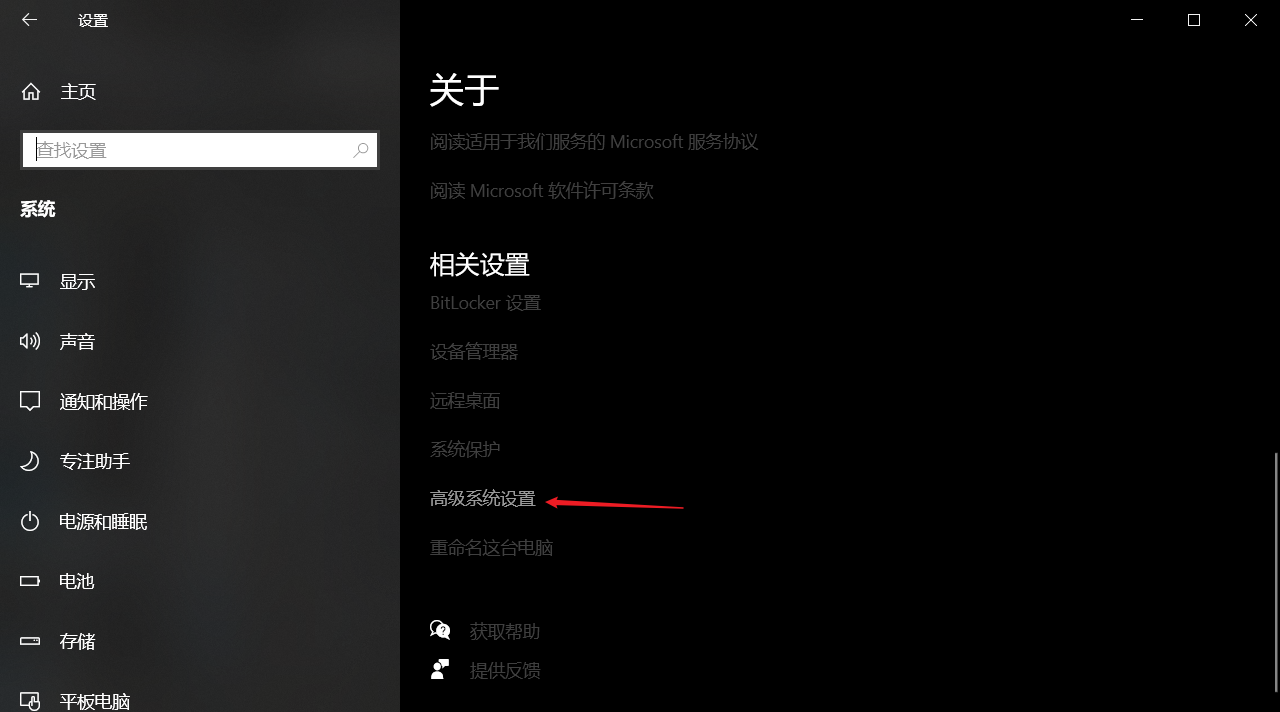 设置
主页
查找设置
系统
显示
声音
通知和操作
专注助手
电源和睡眠
电池
存储
平板电脑
关于
阅读适用于我们服务的 Microsoft 服务协议
阅读 Microsoft 软件许可条款
相关设置
BitLocker 设置
设备管理器
远程桌面
系统保护
高级系统设置
重命名这台电脑
获取帮助
提供反馈